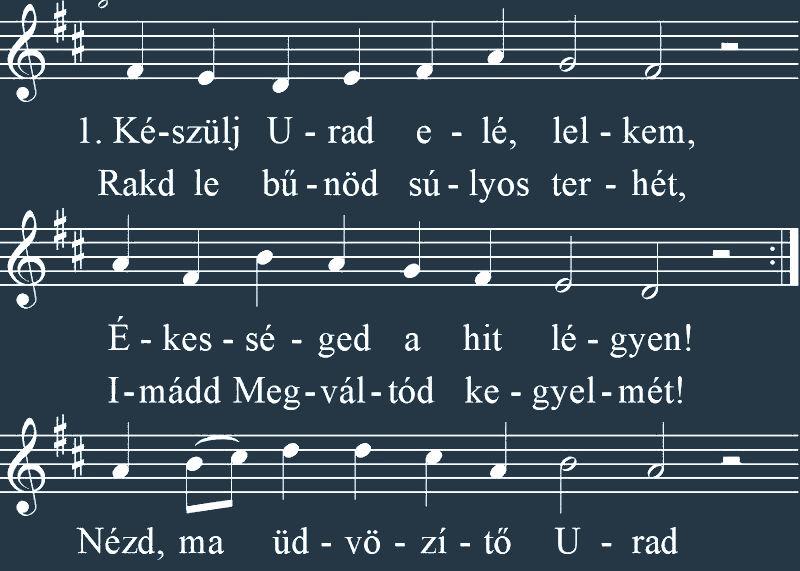 1. Ké-szülj U - rad e - lé, lel - kem,
Rakd le bű - nöd sú - lyos ter - hét,
É - kes - sé - ged a hit lé - gyen!
I-mádd Meg-vál-tód ke - gyel-mét!
Nézd, ma üd - vö - zí - tő U - rad